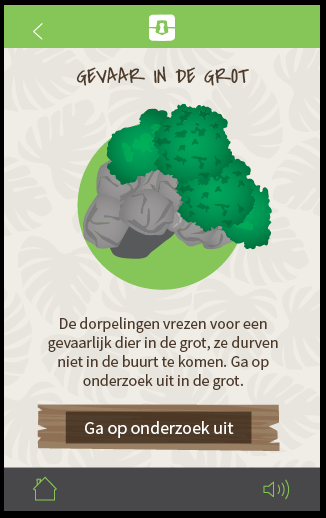 GEVAAR IN DE GROT
De dorpelingen vrezen voor een
gevaarlijk dier in de grot, ze durven
niet in de buurt te komen. Ga op
onderzoek uit in de grot.
Ga op onderzoek uit